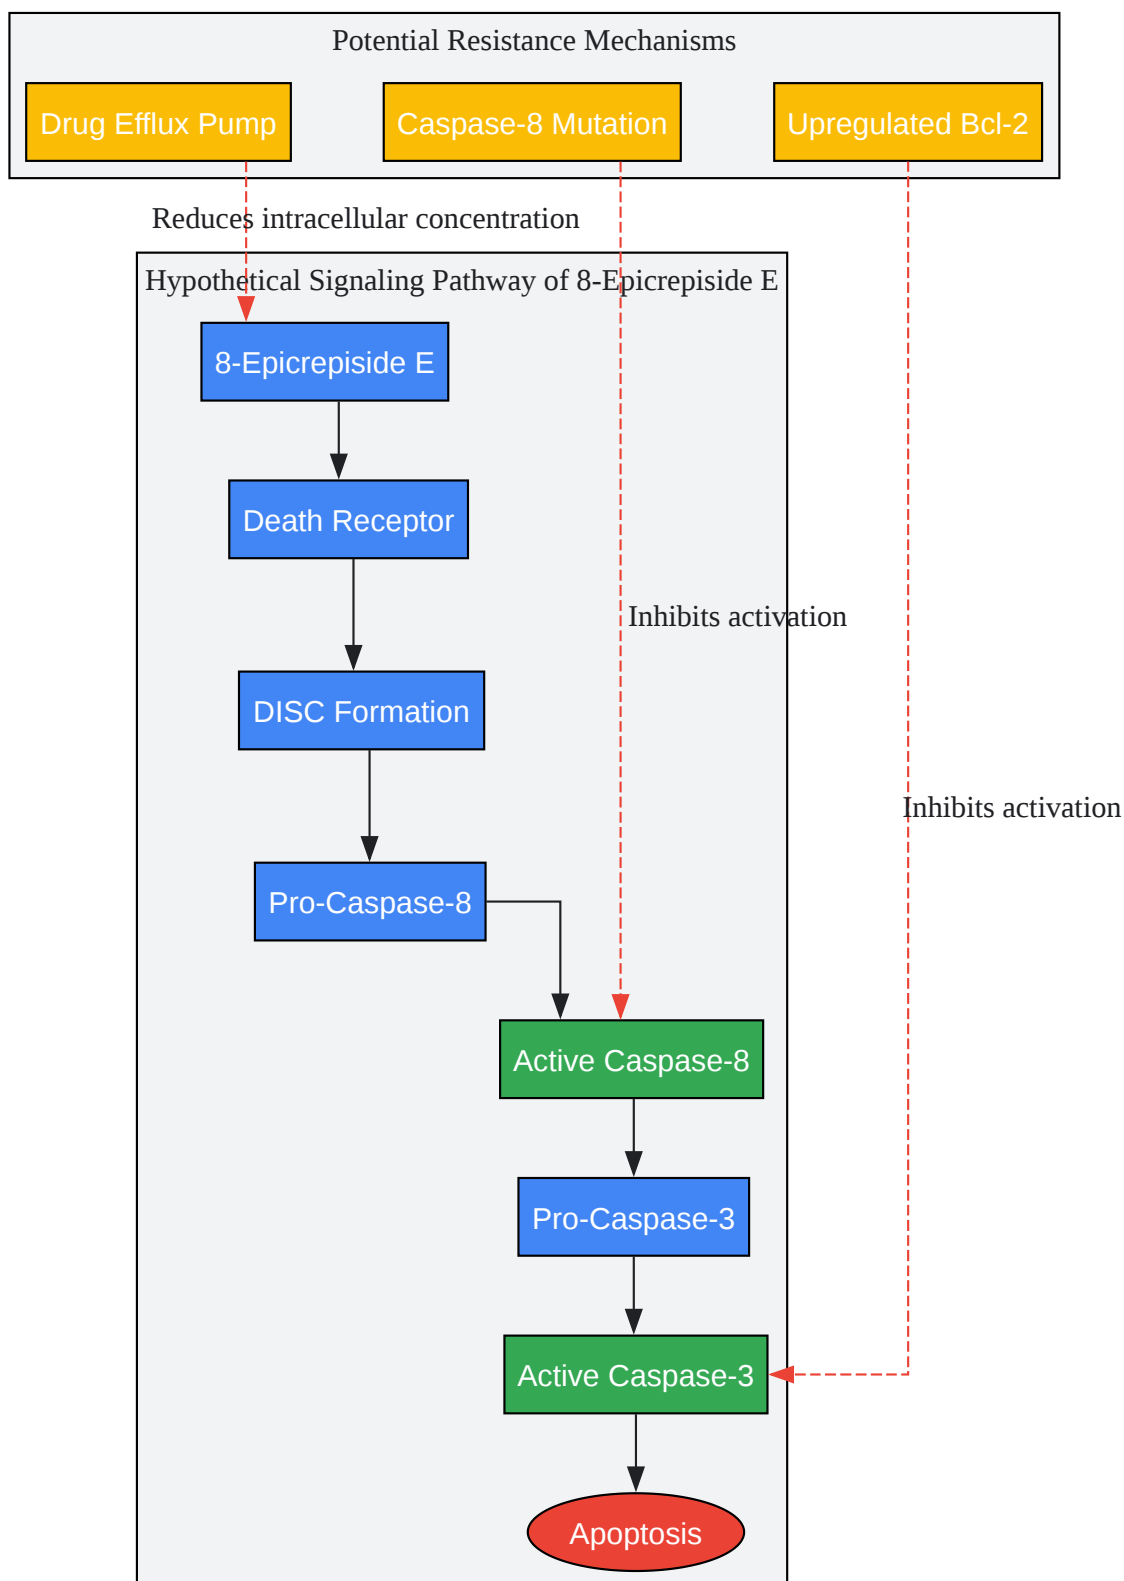 Potential Resistance Mechanisms
Drug Efflux Pump
Caspase-8 Mutation
Upregulated Bcl-2
Reduces intracellular concentration
Hypothetical Signaling Pathway of 8-Epicrepiside E
8-Epicrepiside E
Death Receptor
Inhibits activation
DISC Formation
Inhibits activation
Pro-Caspase-8
Active Caspase-8
Pro-Caspase-3
Active Caspase-3
Apoptosis